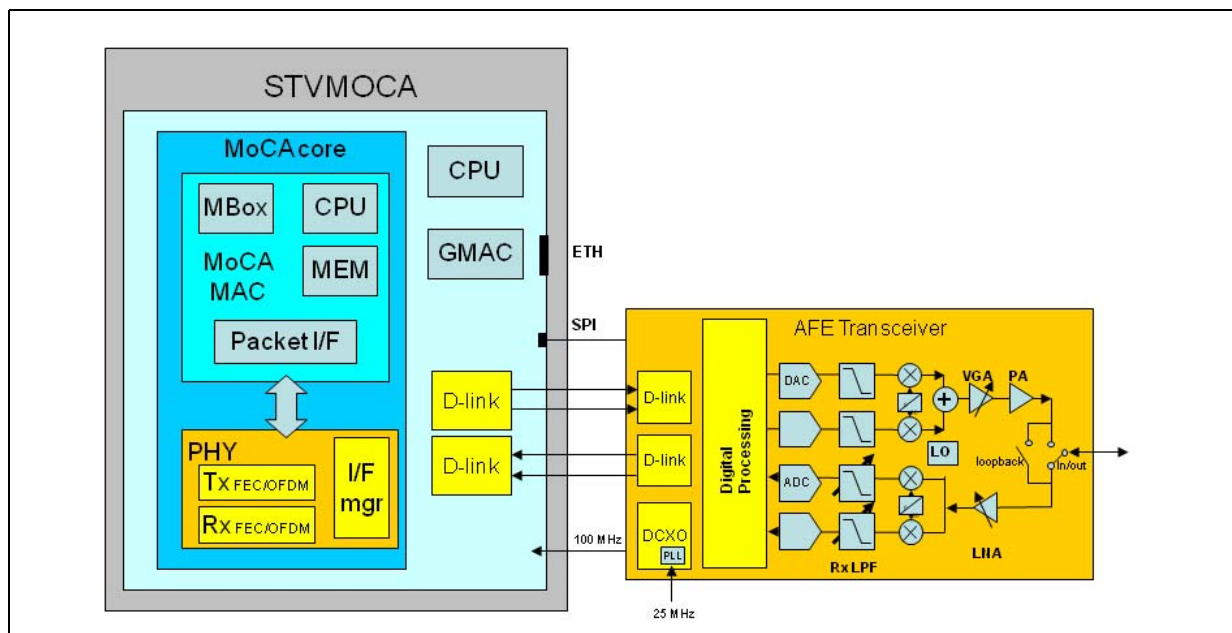 STVMOCA
MoCA core
MBox
CPU
MoCA
MAC
MEM
Packet I/F
PHY
Tx FEC/OFDM
Rx FEC/OFDM
I/F
mgr
CPU
GMAC
ETH
SPI
D-link
D-link
100 MHz
AFE Transceiver
D-link
D-link
DCXO
PLL
25 MHz
Digital
Processing
DAC
ADC
Rx LPF
LO
VGA
PA
loopback
In/out
LNA